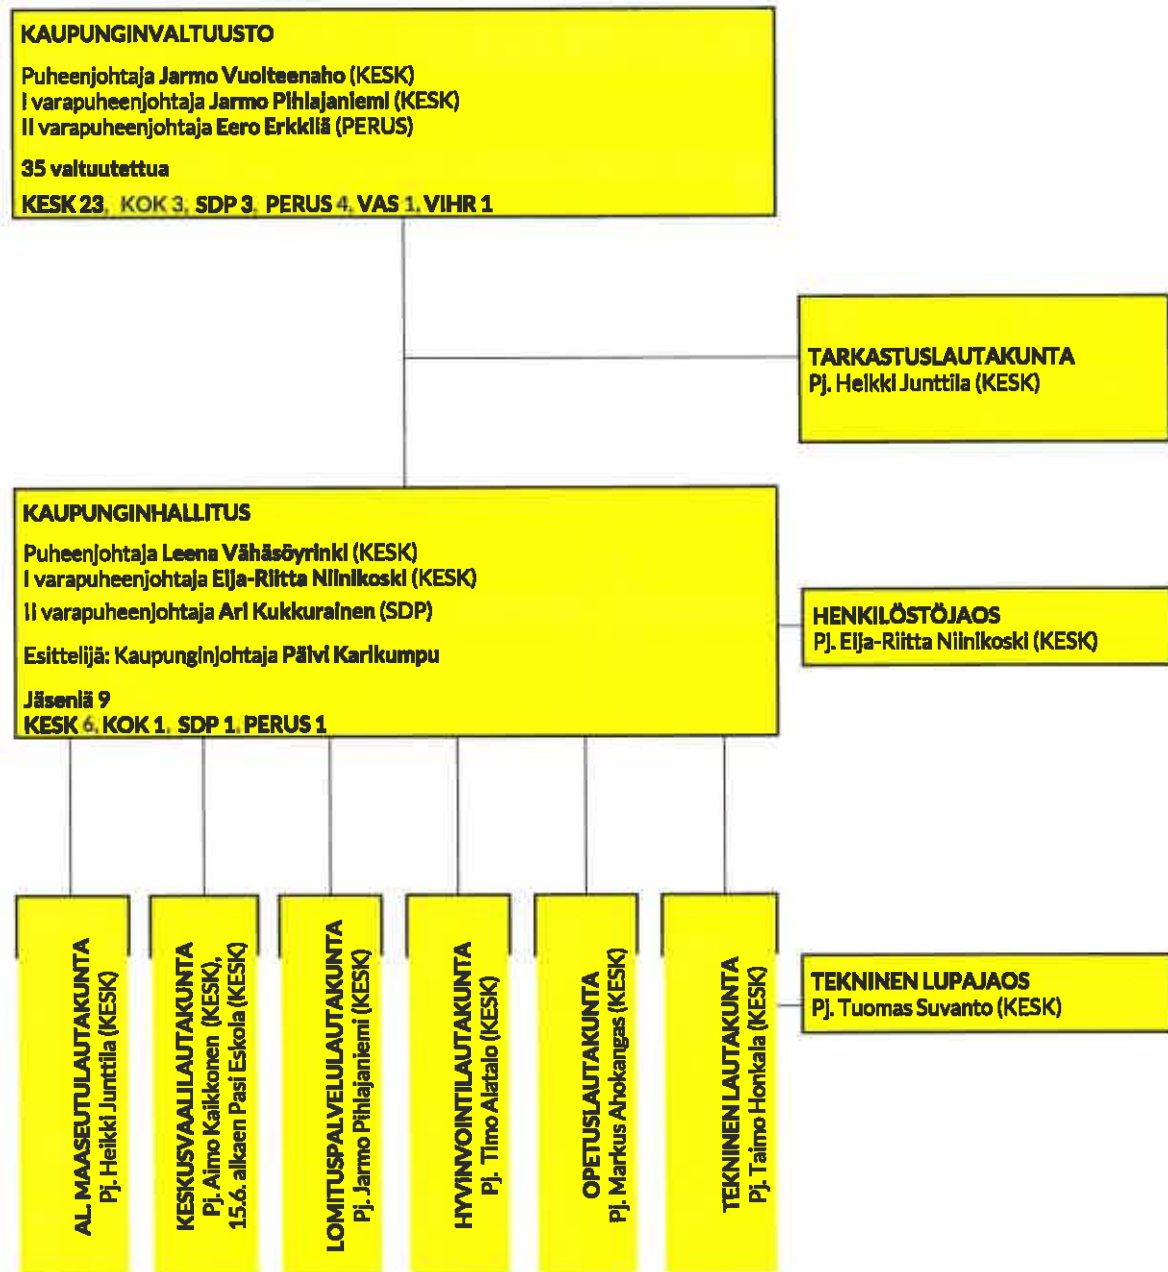 KAUPUNGINVALTUUSTO
Puheenjohtaja Jarmo Vuolteenaho (KESK)
I varapuheenjohtaja Jarmo Pihlajaniemi (KESK)
II varapuheenjohtaja Eero Erkkilä (PERUS)
35 valtuutettua
KESK 23, KOK 3, SDP 3, PERUS 4, VAS 1, VIHR 1
TARKASTUSLAUTAKUNTA
Pj. Heikki Junttila (KESK)
KAUPUNGINHALLITUS
Puheenjohtaja Leena Vähäsöyrinki (KESK)
I varapuheenjohtaja Eija-Riitta Niinikoski (KESK)
II varapuheenjohtaja Ari Kukkurainen (SDP)
Esittelijä: Kaupunginjohtaja Päivi Karikumpu
Jäseniä 9
KESK 6, KOK 1, SDP 1, PERUS 1
HENKILÖSTÖJAOS
Pj. Eija-Riitta Niinikoski (KESK)
AL. MAASEUTULAUTAKUNTA
Pj. Heikki Junttila (KESK)
KESKUSVAALILAUTAKUNTA
Pj. Aimo Kaikkonen (KESK),
15.6. alkaen Pasi Eskola (KESK)
LOMITUSPALVELULAUTAKUNTA
Pj. Jarmo Pihlajaniemi (KESK)
HYVINVOINTILAUTAKUNTA
Pj. Timo Alatalo (KESK)
OPETUSLAUTAKUNTA
Pj. Markus Ahokangas (KESK)
TEKNINEN LAUTAKUNTA
Pj. Taimo Honkala (KESK)
TEKNINEN LUPAJAOS
Pj. Tuomas Suvanto (KESK)